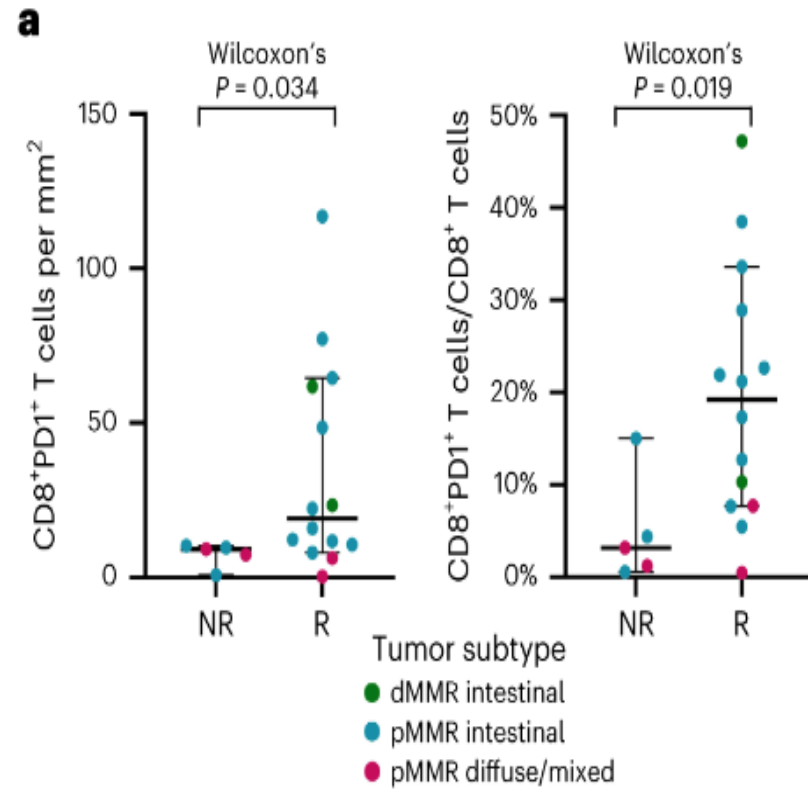 a
Wilcoxon's
P = 0.034
CD8⁺PD1⁺ T cells per mm²
150
100
50
0
NR
R
Wilcoxon's
P = 0.019
CD8⁺PD1⁺ T cells/CD8⁺ T cells
50%
40%
30%
20%
10%
0%
NR
R
Tumor subtype
dMMR intestinal
pMMR intestinal
pMMR diffuse/mixed